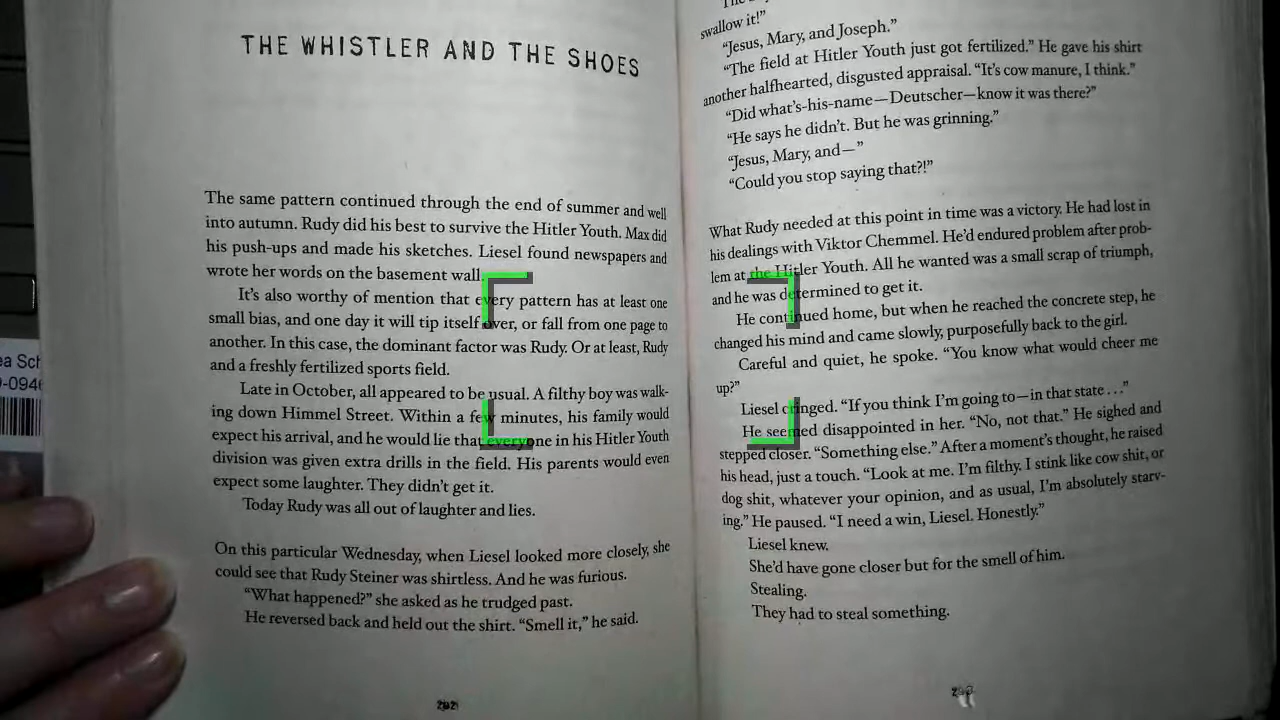 THE WHISTLER AND THE SHOES
The same pattern continued through the end of summer and well
into autumn. Rudy did his best to survive the Hitler Youth. Max did
his push-ups and made his sketches. Liesel found newspapers and
wrote her words on the basement wall.
It's also worthy of mention that every pattern has at least one
small bias, and one day it will tip itself over, or fall from one page to
another. In this case, the dominant factor was Rudy. Or at least, Rudy
and a freshly fertilized sports field.
Late in October, all appeared to be usual. A filthy boy was walk-
ing down Himmel Street. Within a few minutes, his family would
expect his arrival, and he would lie that everyone in his Hitler Youth
division was given extra drills in the field. His parents would even
expect some laughter. They didn't get it.
Today Rudy was all out of laughter and lies.
On this particular Wednesday, when Liesel looked more closely, she
could see that Rudy Steiner was shirtless. And he was furious.
“What happened?” she asked as he trudged past.
He reversed back and held out the shirt. “Smell it,” he said.
swallow it!”
“Jesus, Mary, and Joseph.”
“The field at Hitler Youth just got fertilized.” He gave his shirt
another halfhearted, disgusted appraisal. “It's cow manure, I think.”
“Did what's-his-name—Deutscher—know it was there?”
“He says he didn't. But he was grinning.”
“Jesus, Mary, and—”
“Could you stop saying that?!”
What Rudy needed at this point in time was a victory. He had lost in
his dealings with Viktor Chemmel. He'd endured problem after prob-
lem at the Hitler Youth. All he wanted was a small scrap of triumph,
and he was determined to get it.
He continued home, but when he reached the concrete step, he
changed his mind and came slowly, purposefully back to the girl.
Careful and quiet, he spoke. “You know what would cheer me
up?”
Liesel cringed. “If you think I'm going to—in that state . . .”
He seemed disappointed in her. “No, not that.” He sighed and
stepped closer. “Something else.” After a moment's thought, he raised
his head, just a touch. “Look at me. I'm filthy. I stink like cow shit, or
dog shit, whatever your opinion, and as usual, I'm absolutely starv-
ing.” He paused. “I need a win, Liesel. Honestly.”
Liesel knew.
She'd have gone closer but for the smell of him.
Stealing.
They had to steal something.